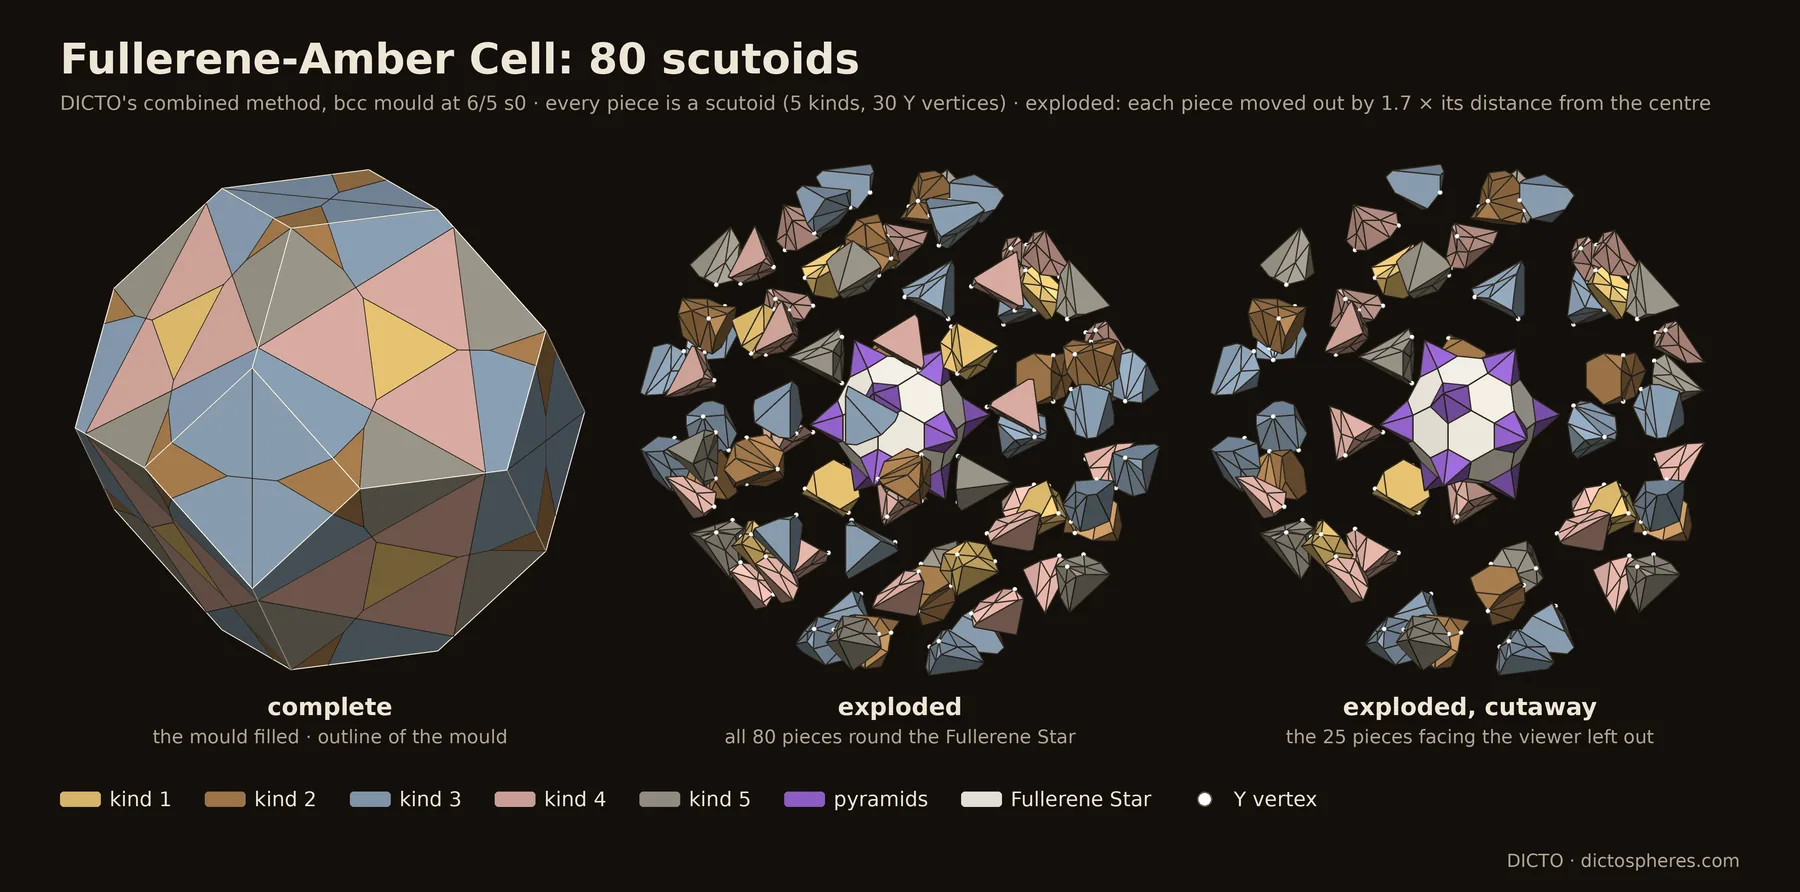 Fullerene-Amber Cell: 80 scutoids
DICTO's combined method, bcc mould at 6/5 s0 · every piece is a scutoid (5 kinds, 30 Y vertices) · exploded: each piece moved out by 1.7 × its distance from the centre
complete
the mould filled · outline of the mould
exploded
all 80 pieces round the Fullerene Star
exploded, cutaway
the 25 pieces facing the viewer left out
kind 1 kind 2 kind 3 kind 4 kind 5 pyramids Fullerene Star Y vertex
DICTO · dictospheres.com